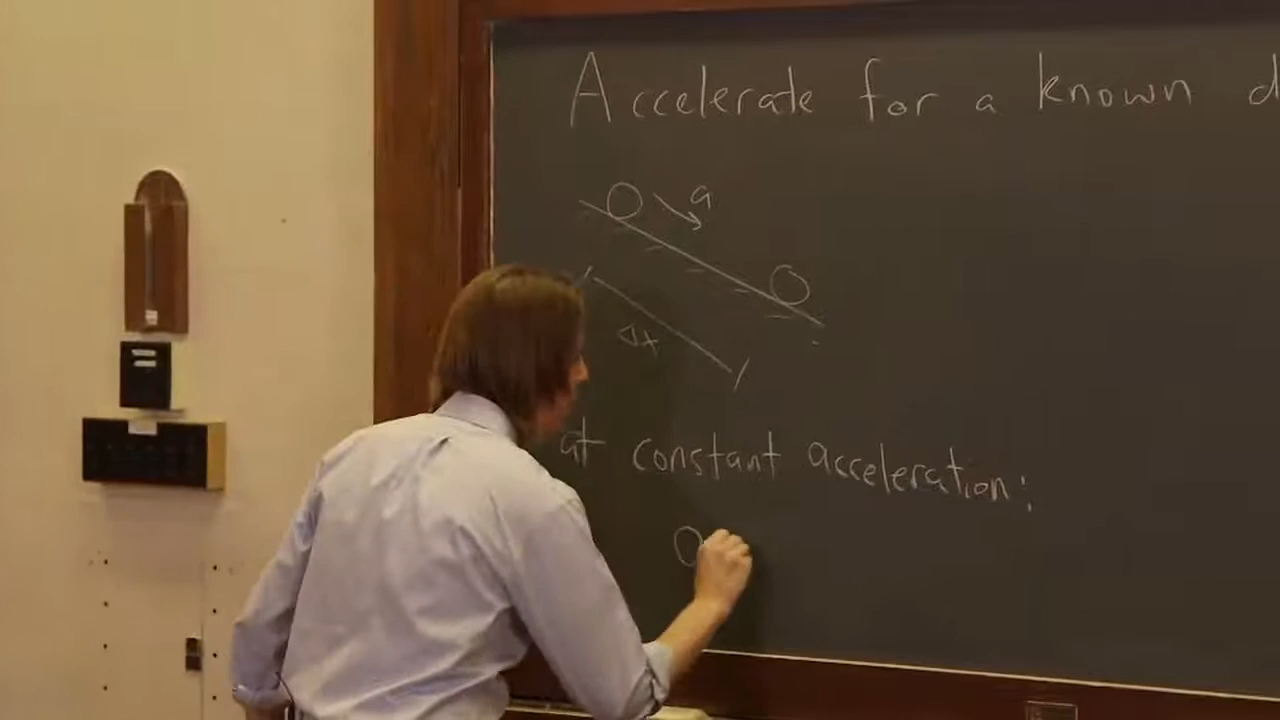 Accelerate for a known d
a
Δx
at constant acceleration: